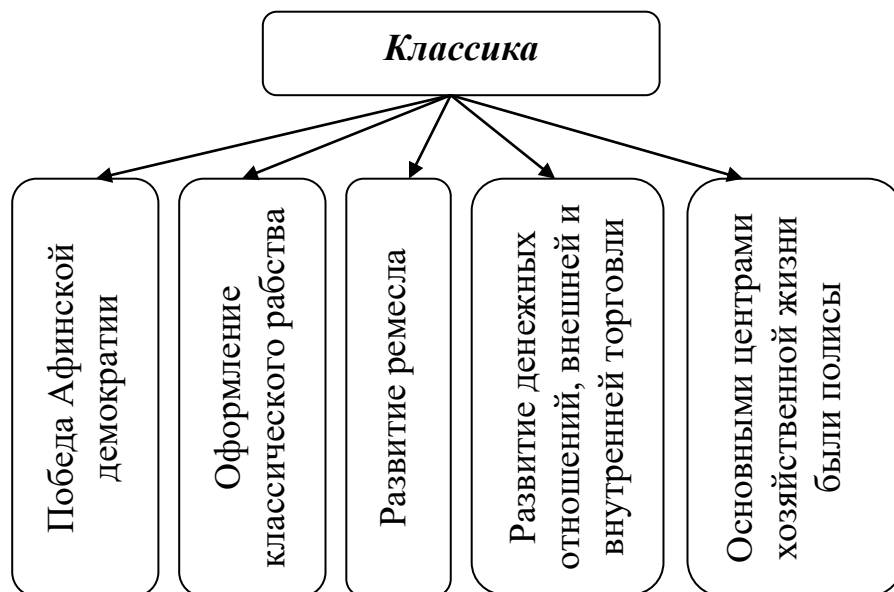 Классика
Победа Афинской
демократии
Оформление
классического рабства
Развитие ремесла
Развитие денежных
отношений, внешней и
внутренней торговли
Основными центрами
хозяйственной жизни
были полисы